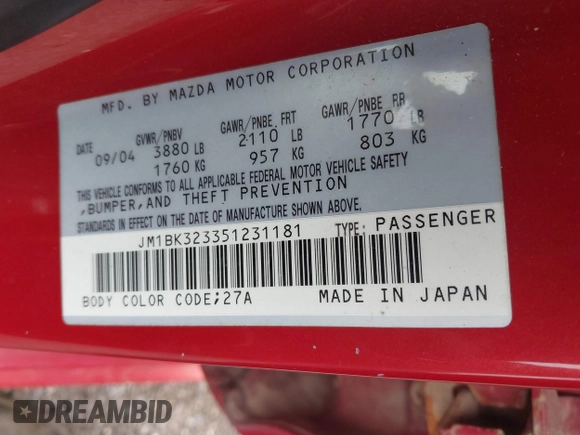 MFD. BY MAZDA MOTOR CORPORATION
DATE GVWR/PNBV GAWR/PNBE FRT GAWR/PNBE RR
09/04 3880 LB 2110 LB 1770 LB
1760 KG 957 KG 803 KG
THIS VEHICLE CONFORMS TO ALL APPLICABLE FEDERAL MOTOR VEHICLE SAFETY
,BUMPER,AND THEFT PREVENTION
STANDARDS IN EFFECT ON THE DATE OF MANUFACTURE SHOWN ABOVE.
JM1BK323351231181 TYPE: PASSENGER
BODY COLOR CODE;27A MADE IN JAPAN
DREAMBID